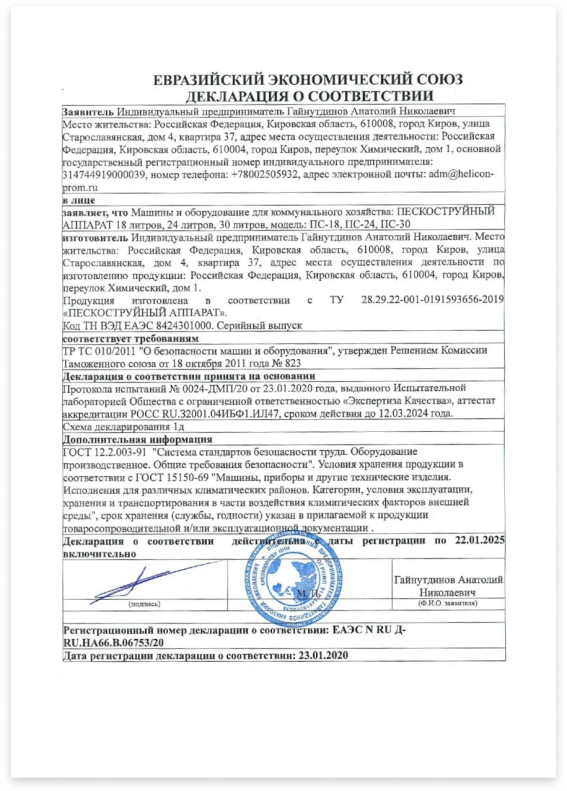 ЕВРАЗИЙСКИЙ ЭКОНОМИЧЕСКИЙ СОЮЗ
ДЕКЛАРАЦИЯ О СООТВЕТСТВИИ
Заявитель Индивидуальный предприниматель Гайнутдинов Анатолий Николаевич
Место жительства: Российская Федерация, Кировская область, 610008, город Киров, улица
Старославянская, дом 4, квартира 37, адрес места осуществления деятельности: Российская
Федерация, Кировская область, 610004, город Киров, переулок Химический, дом 1, основной
государственный регистрационный номер индивидуального предпринимателя:
314744919000039, номер телефона: +78002505932, адрес электронной почты: adm@helicon-
prom.ru
в лице
заявляет, что Машины и оборудование для коммунального хозяйства: ПЕСКОСТРУЙНЫЙ
АППАРАТ 18 литров, 24 литров, 30 литров, модель: ПС-18, ПС-24, ПС-30
изготовитель Индивидуальный предприниматель Гайнутдинов Анатолий Николаевич. Место
жительства: Российская Федерация, Кировская область, 610008, город Киров, улица
Старославянская, дом 4, квартира 37, адрес места осуществления деятельности по
изготовлению продукции: Российская Федерация, Кировская область, 610004, город Киров,
переулок Химический, дом 1.
Продукция изготовлена в соответствии с ТУ 28.29.22-001-0191593656-2019
«ПЕСКОСТРУЙНЫЙ АППАРАТ».
Код ТН ВЭД ЕАЭС 8424301000. Серийный выпуск
соответствует требованиям
ТР ТС 010/2011 "О безопасности машин и оборудования", утвержден Решением Комиссии
Таможенного союза от 18 октября 2011 года № 823
Декларация о соответствии принята на основании
Протокола испытаний № 0024-ДМП/20 от 23.01.2020 года, выданного Испытательной
лабораторией Общества с ограниченной ответственностью «Экспертиза Качества», аттестат
аккредитации РОСС RU.32001.04ИБФ1.ИЛ47, сроком действия до 12.03.2024 года.
Схема декларирования 1д
Дополнительная информация
ГОСТ 12.2.003-91 "Система стандартов безопасности труда. Оборудование
производственное. Общие требования безопасности". Условия хранения продукции в
соответствии с ГОСТ 15150-69 "Машины, приборы и другие технические изделия.
Исполнения для различных климатических районов. Категории, условия эксплуатации,
хранения и транспортирования в части воздействия климатических факторов внешней
среды", срок хранения (службы, годности) указан в прилагаемой к продукции
товаросопроводительной и/или эксплуатационной документации .
Декларация о соответствии действительна с даты регистрации по 22.01.2025
включительно
М. П.
Гайнутдинов Анатолий
Николаевич
(подпись)
(Ф.И.О. заявителя)
Регистрационный номер декларации о соответствии: ЕАЭС N RU Д-
RU.НА66.В.06753/20
Дата регистрации декларации о соответствии: 23.01.2020